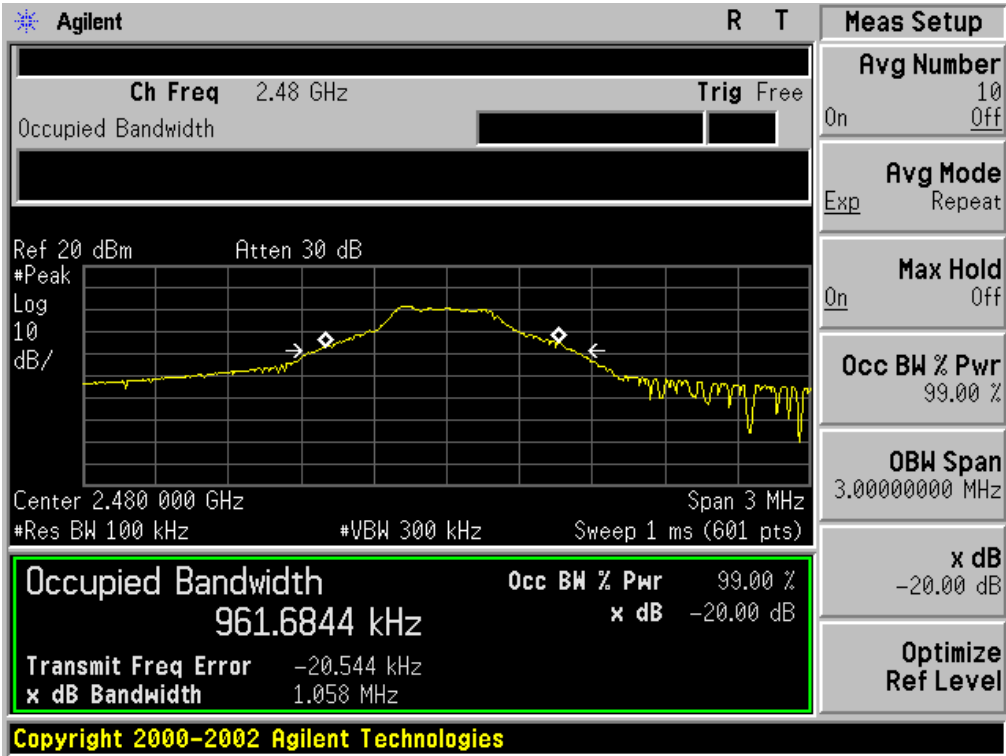 Agilent R T
Meas Setup
Ch Freq 2.48 GHz Trig Free
Occupied Bandwidth
Ref 20 dBm Atten 30 dB
#Peak
Log
10
dB/
Center 2.480 000 GHz Span 3 MHz
#Res BW 100 kHz #VBW 300 kHz Sweep 1 ms (601 pts)
Occupied Bandwidth
961.6844 kHz
Occ BW % Pwr 99.00 %
x dB -20.00 dB
Transmit Freq Error -20.544 kHz
x dB Bandwidth 1.058 MHz
Avg Number
10
On Off
Avg Mode
Exp Repeat
Max Hold
On Off
Occ BW % Pwr
99.00 %
OBW Span
3.00000000 MHz
x dB
-20.00 dB
Optimize
Ref Level
Copyright 2000-2002 Agilent Technologies